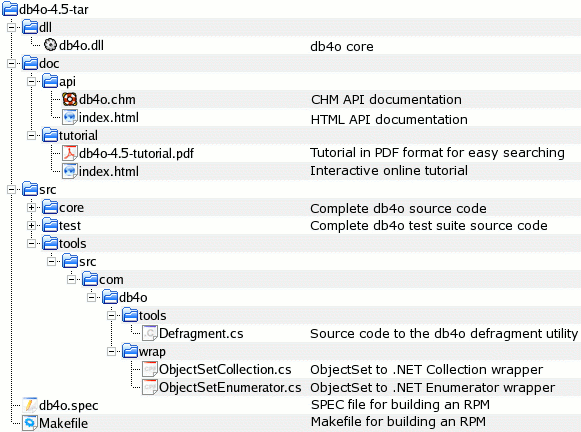 db4o-4.5-tar
dll
db4o.dll db4o core
doc
api
db4o.chm CHM API documentation
index.html HTML API documentation
tutorial
db4o-4.5-tutorial.pdf Tutorial in PDF format for easy searching
index.html Interactive online tutorial
src
core Complete db4o source code
test Complete db4o test suite source code
tools
src
com
db4o
tools
Defragment.cs Source code to the db4o defragment utility
wrap
ObjectSetCollection.cs ObjectSet to .NET Collection wrapper
ObjectSetEnumerator.cs ObjectSet to .NET Enumerator wrapper
db4o.spec SPEC file for building an RPM
Makefile Makefile for building an RPM